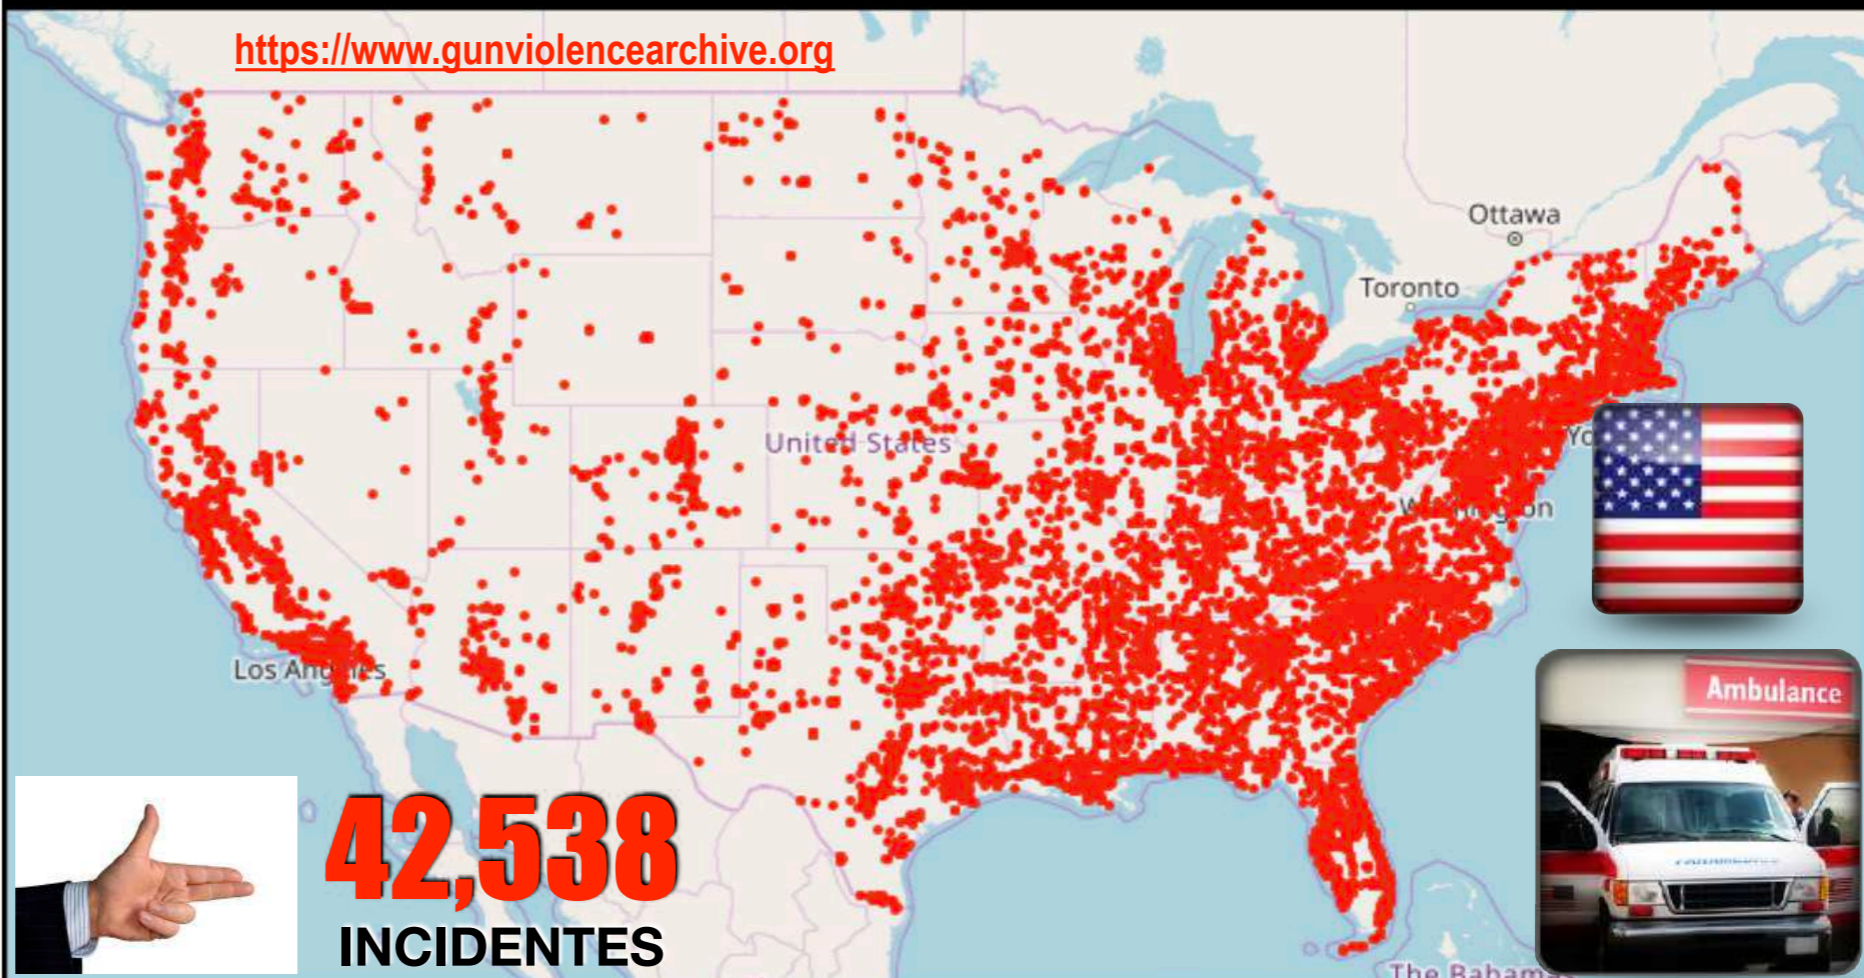 https://www.gunviolencearchive.org
Ottawa
Toronto
United States
Los Angeles
Ambulance
42,538
INCIDENTES